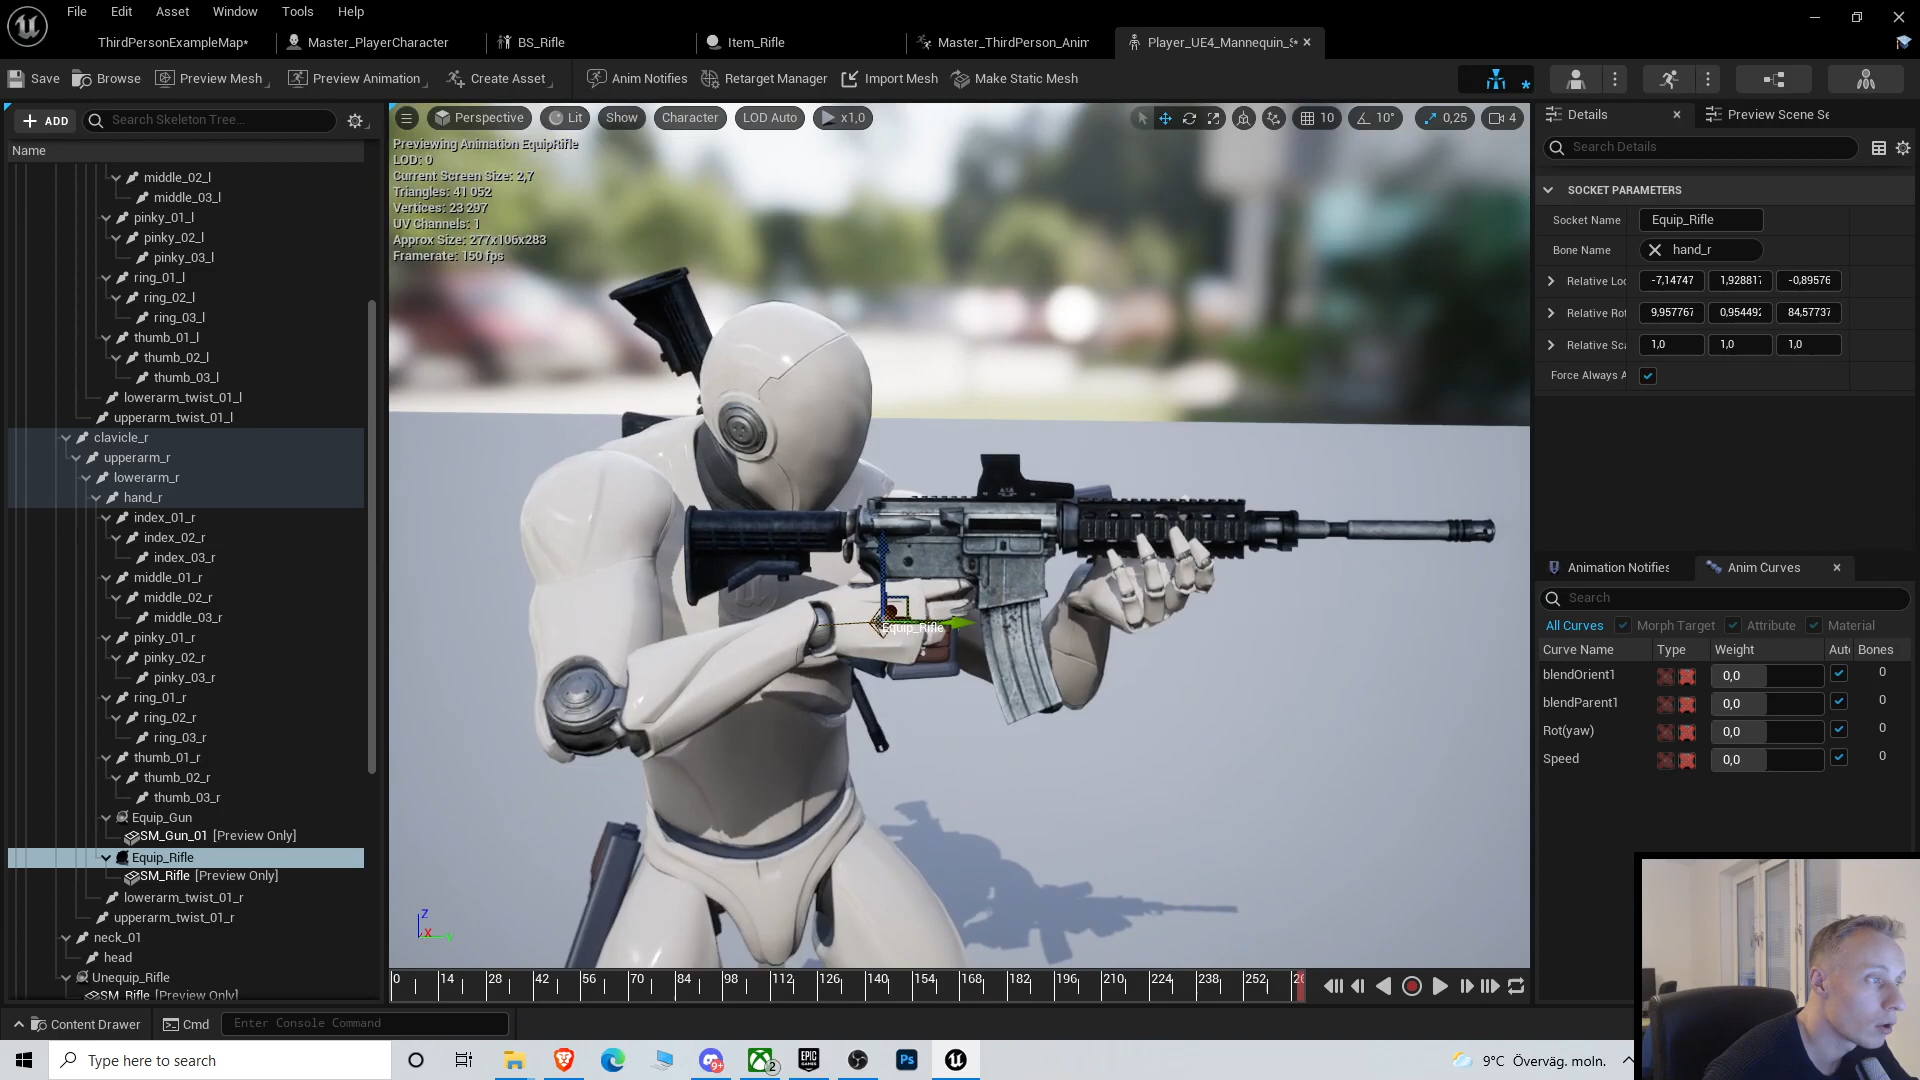 File Edit Asset Window Tools Help
ThirdPersonExampleMap* Master_PlayerCharacter BS_Rifle Item_Rifle Master_ThirdPerson_Anim Player_UE4_Mannequin_S*
Save Browse Preview Mesh Preview Animation Create Asset Anim Notifies Retarget Manager Import Mesh Make Static Mesh
ADD Search Skeleton Tree...
Name
middle_02_l
middle_03_l
pinky_01_l
pinky_02_l
pinky_03_l
ring_01_l
ring_02_l
ring_03_l
thumb_01_l
thumb_02_l
thumb_03_l
lowerarm_twist_01_l
upperarm_twist_01_l
clavicle_r
upperarm_r
lowerarm_r
hand_r
index_01_r
index_02_r
index_03_r
middle_01_r
middle_02_r
middle_03_r
pinky_01_r
pinky_02_r
pinky_03_r
ring_01_r
ring_02_r
ring_03_r
thumb_01_r
thumb_02_r
thumb_03_r
Equip_Gun
SM_Gun_01 [Preview Only]
Equip_Rifle
SM_Rifle [Preview Only]
lowerarm_twist_01_r
upperarm_twist_01_r
neck_01
head
Unequip_Rifle
SM_Rifle [Preview Only]
Perspective Lit Show Character LOD Auto x1,0 10 10° 0,25 4
Previewing Animation EquipRifle
LOD: 0
Current Screen Size: 2,7
Triangles: 41 052
Vertices: 23 297
UV Channels: 1
Approx Size: 277x106x283
Framerate: 150 fps
Equip_Rifle
Z
X Y
0 14 28 42 56 70 84 98 112 126 140 154 168 182 196 210 224 238 252
Details Preview Scene Se
Search Details
SOCKET PARAMETERS
Socket Name Equip_Rifle
Bone Name hand_r
Relative Loc -7,14747 1,928817 -0,89576
Relative Rot 9,957767 0,954492 84,57737
Relative Sca 1,0 1,0 1,0
Force Always A
Animation Notifies Anim Curves
Search
All Curves Morph Target Attribute Material
Curve Name Type Weight Aut Bones
blendOrient1 0,0 0
blendParent1 0,0 0
Rot(yaw) 0,0 0
Speed 0,0 0
Content Drawer Cmd Enter Console Command
Type here to search
9+
2
EPIC GAMES
Ps
9°C Överväg. moln.